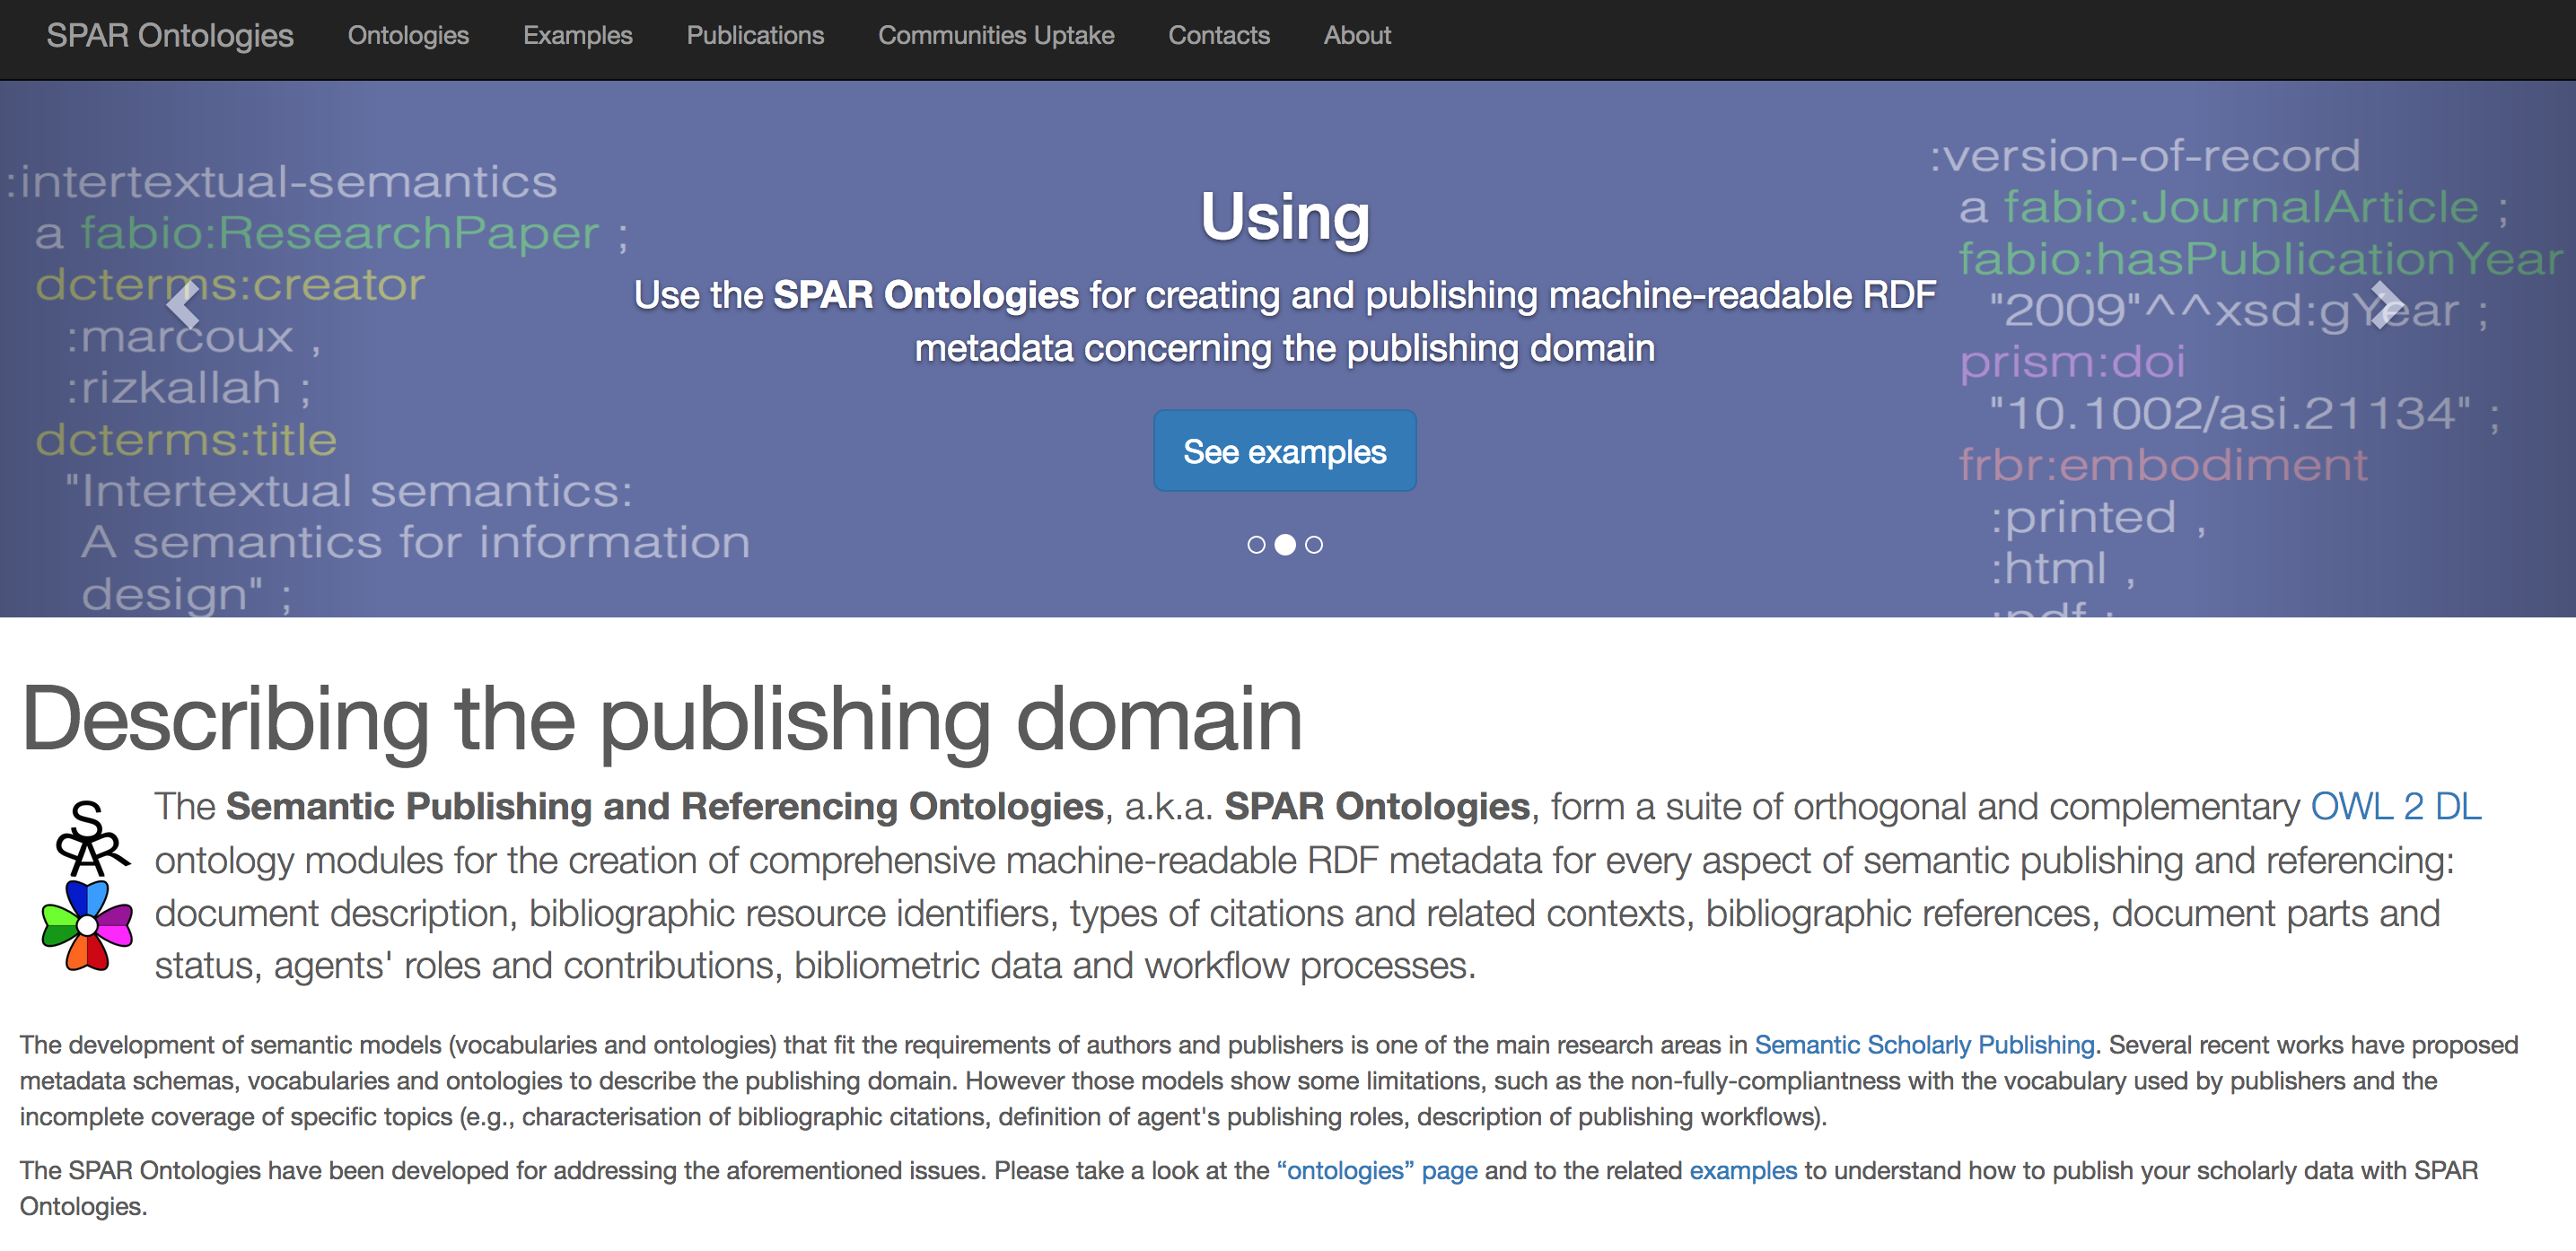 SPAR Ontologies Ontologies Examples Publications Communities Uptake Contacts About
:intertextual-semantics
a fabio:ResearchPaper ;
dcterms:creator
:marcoux ,
:rizkallah ;
dcterms:title
"Intertextual semantics:
A semantics for information
design" ;
Using
Use the SPAR Ontologies for creating and publishing machine-readable RDF
metadata concerning the publishing domain
See examples
:version-of-record
a fabio:JournalArticle ;
fabio:hasPublicationYear
"2009"^^xsd:gYear ;
prism:doi
"10.1002/asi.21134" ;
frbr:embodiment
:printed ,
:html ,
:pdf ;
Describing the publishing domain
SPAR
The Semantic Publishing and Referencing Ontologies, a.k.a. SPAR Ontologies, form a suite of orthogonal and complementary OWL 2 DL
ontology modules for the creation of comprehensive machine-readable RDF metadata for every aspect of semantic publishing and referencing:
document description, bibliographic resource identifiers, types of citations and related contexts, bibliographic references, document parts and
status, agents' roles and contributions, bibliometric data and workflow processes.
The development of semantic models (vocabularies and ontologies) that fit the requirements of authors and publishers is one of the main research areas in Semantic Scholarly Publishing. Several recent works have proposed
metadata schemas, vocabularies and ontologies to describe the publishing domain. However those models show some limitations, such as the non-fully-compliantness with the vocabulary used by publishers and the
incomplete coverage of specific topics (e.g., characterisation of bibliographic citations, definition of agent's publishing roles, description of publishing workflows).
The SPAR Ontologies have been developed for addressing the aforementioned issues. Please take a look at the “ontologies” page and to the related examples to understand how to publish your scholarly data with SPAR
Ontologies.